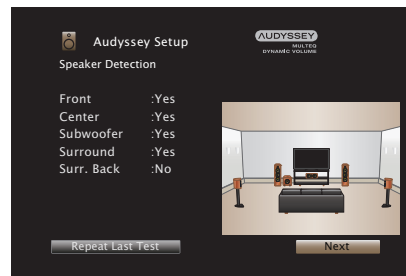 Audyssey Setup
AUDYSSEY
MULTEQ
DYNAMIC VOLUME
Speaker Detection
Front :Yes
Center :Yes
Subwoofer :Yes
Surround :Yes
Surr. Back :No
Repeat Last Test
Next